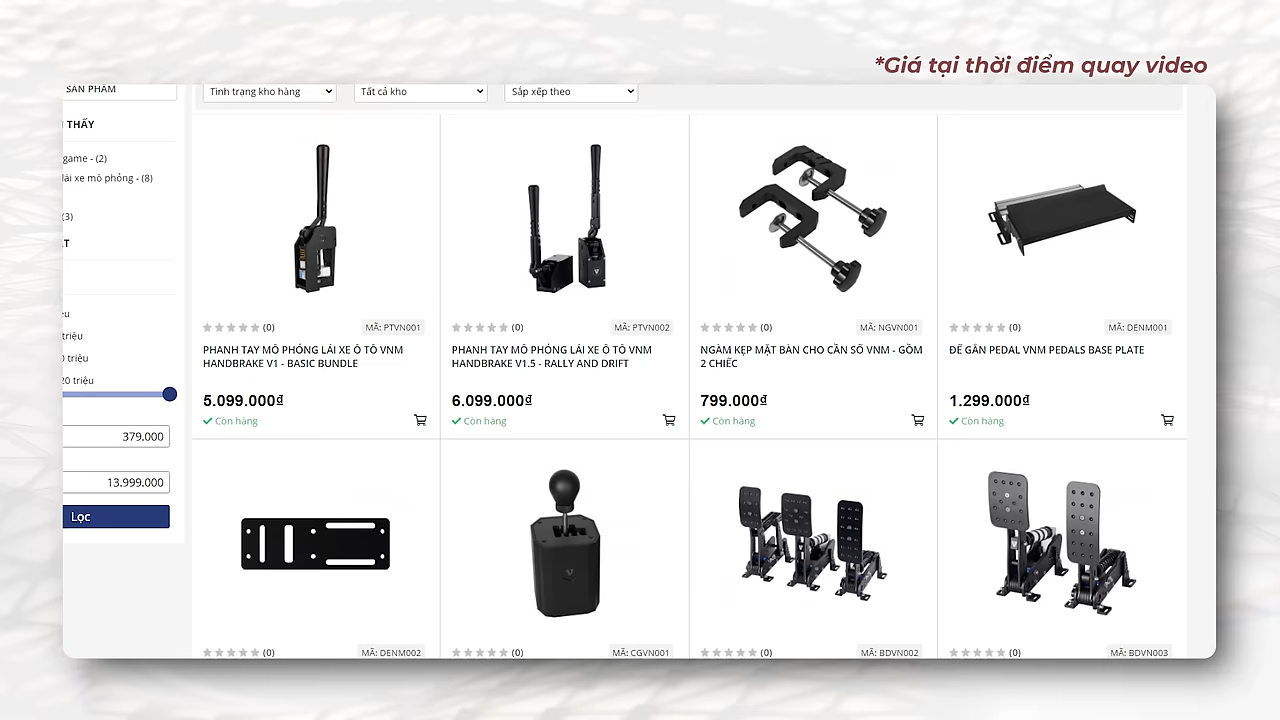 *Giá tại thời điểm quay video
SẢN PHẨM
Tình trạng kho hàng
Tất cả kho
Sắp xếp theo
THẤY
game - (2)
lái xe mô phỏng - (8)
(3)
triệu
20 triệu
379.000
13.999.000
Lọc
(0)
MÃ: PTVN001
PHANH TAY MÔ PHỎNG LÁI XE Ô TÔ VNM
HANDBRAKE V1 - BASIC BUNDLE
5.099.000₫
Còn hàng
(0)
MÃ: PTVN002
PHANH TAY MÔ PHỎNG LÁI XE Ô TÔ VNM
HANDBRAKE V1.5 - RALLY AND DRIFT
6.099.000₫
Còn hàng
(0)
MÃ: NGVN001
NGÀM KẸP MẶT BÀN CHO CẦN SỐ VNM - GỒM
2 CHIẾC
799.000₫
Còn hàng
(0)
MÃ: DENM001
ĐẾ GẮN PEDAL VNM PEDALS BASE PLATE
1.299.000₫
Còn hàng
(0)
MÃ: DENM002
(0)
MÃ: CGVN001
(0)
MÃ: BDVN002
(0)
MÃ: BDVN003